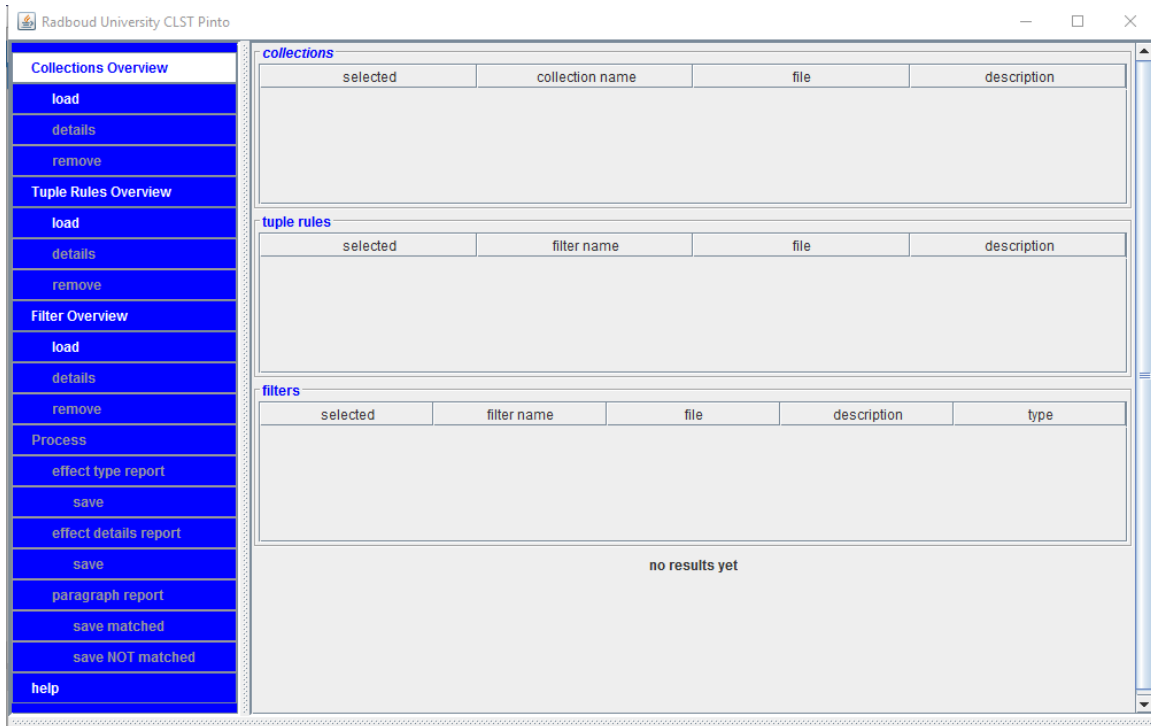 Radboud University CLST Pinto
Collections Overview
load
details
remove
Tuple Rules Overview
load
details
remove
Filter Overview
load
details
remove
Process
effect type report
save
effect details report
save
paragraph report
save matched
save NOT matched
help
collections
selected collection name file description
tuple rules
selected filter name file description
filters
selected filter name file description type
no results yet